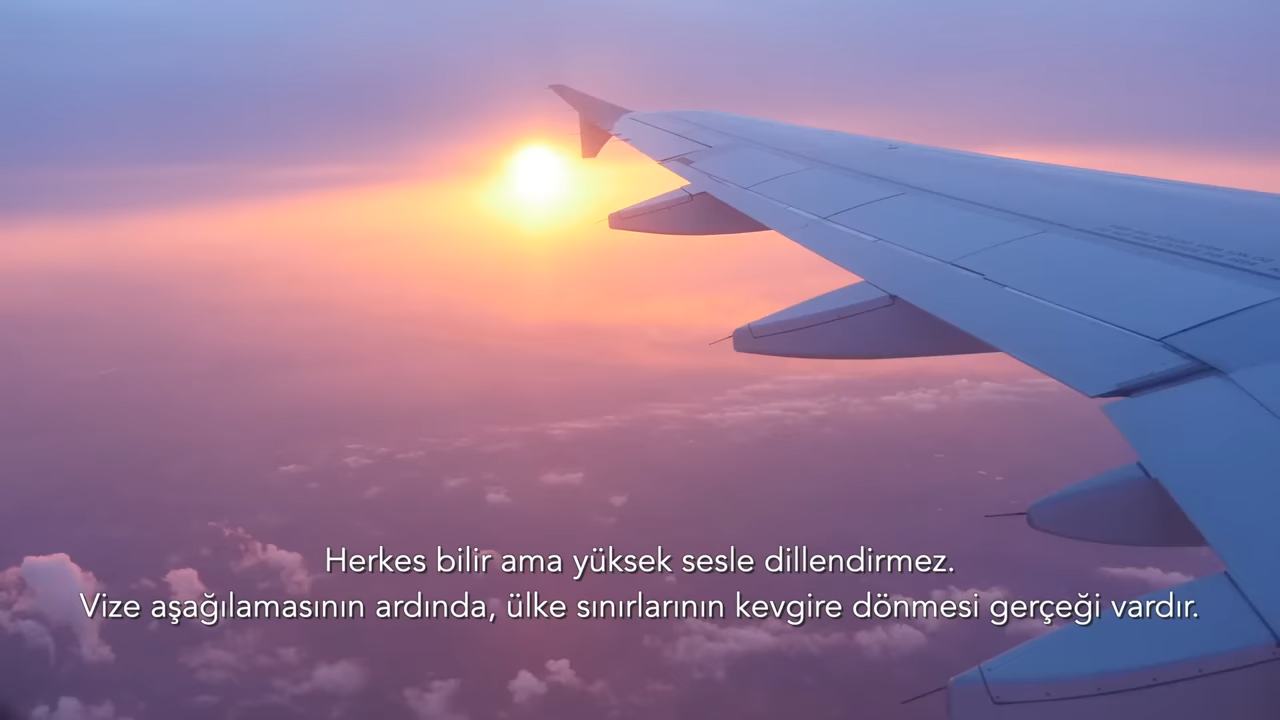 Herkes bilir ama yüksek sesle dillendirmez.
Vize aşağılamasının ardında, ülke sınırlarının kevgire dönmesi gerçeği vardır.